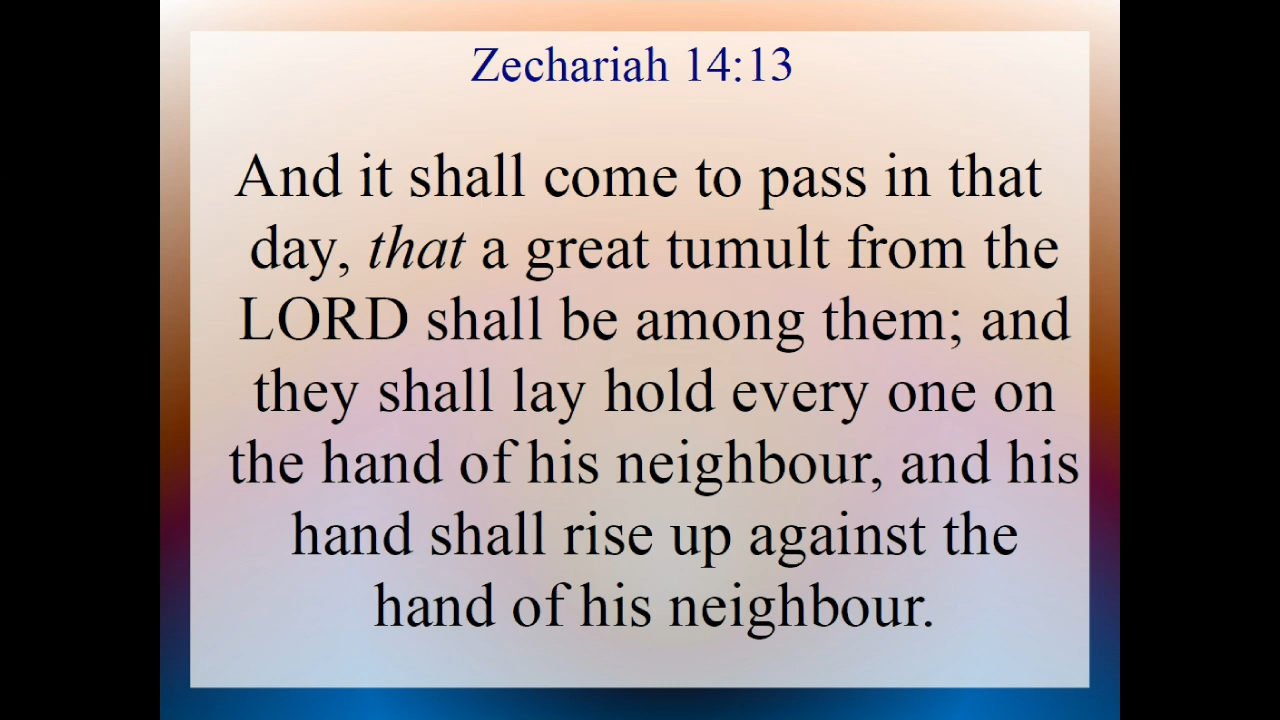 Zechariah 14:13
And it shall come to pass in that
day, that a great tumult from the
LORD shall be among them; and
they shall lay hold every one on
the hand of his neighbour, and his
hand shall rise up against the
hand of his neighbour.